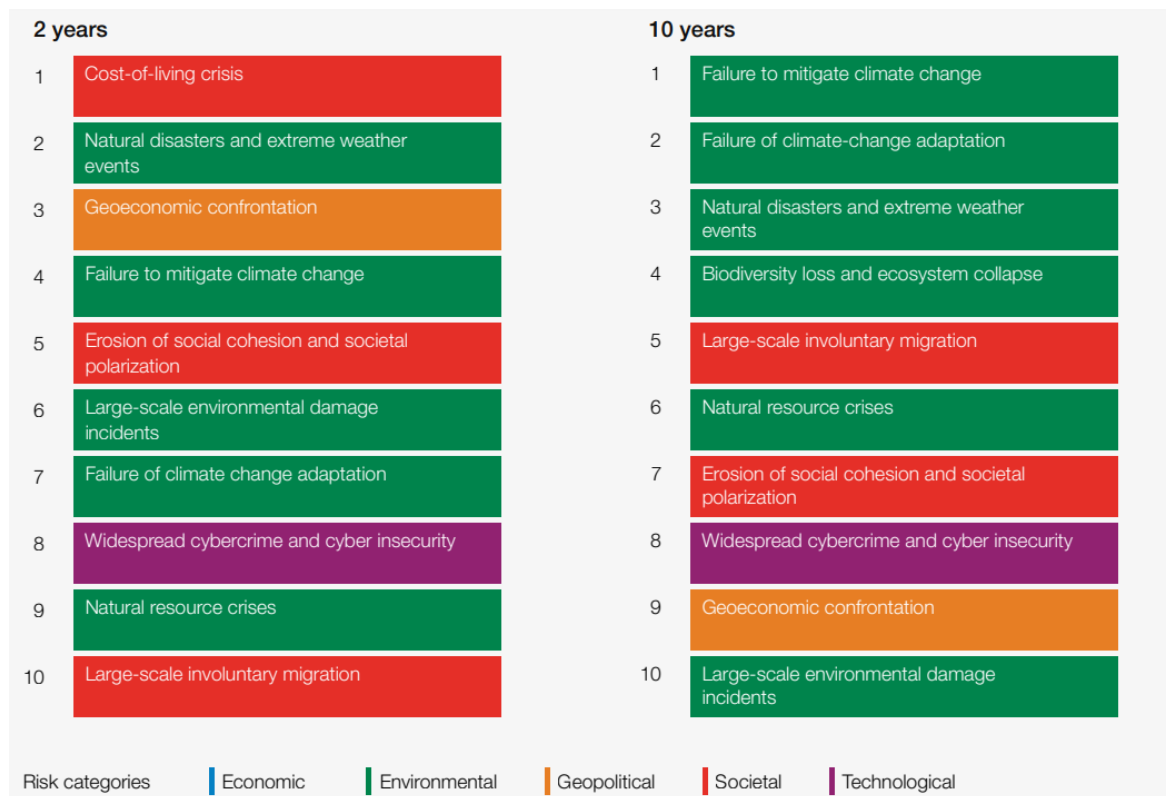 2 years
1 Cost-of-living crisis
2 Natural disasters and extreme weather
events
3 Geoeconomic confrontation
4 Failure to mitigate climate change
5 Erosion of social cohesion and societal
polarization
6 Large-scale environmental damage
incidents
7 Failure of climate change adaptation
8 Widespread cybercrime and cyber insecurity
9 Natural resource crises
10 Large-scale involuntary migration
10 years
1 Failure to mitigate climate change
2 Failure of climate-change adaptation
3 Natural disasters and extreme weather
events
4 Biodiversity loss and ecosystem collapse
5 Large-scale involuntary migration
6 Natural resource crises
7 Erosion of social cohesion and societal
polarization
8 Widespread cybercrime and cyber insecurity
9 Geoeconomic confrontation
10 Large-scale environmental damage
incidents
Risk categories Economic Environmental Geopolitical Societal Technological